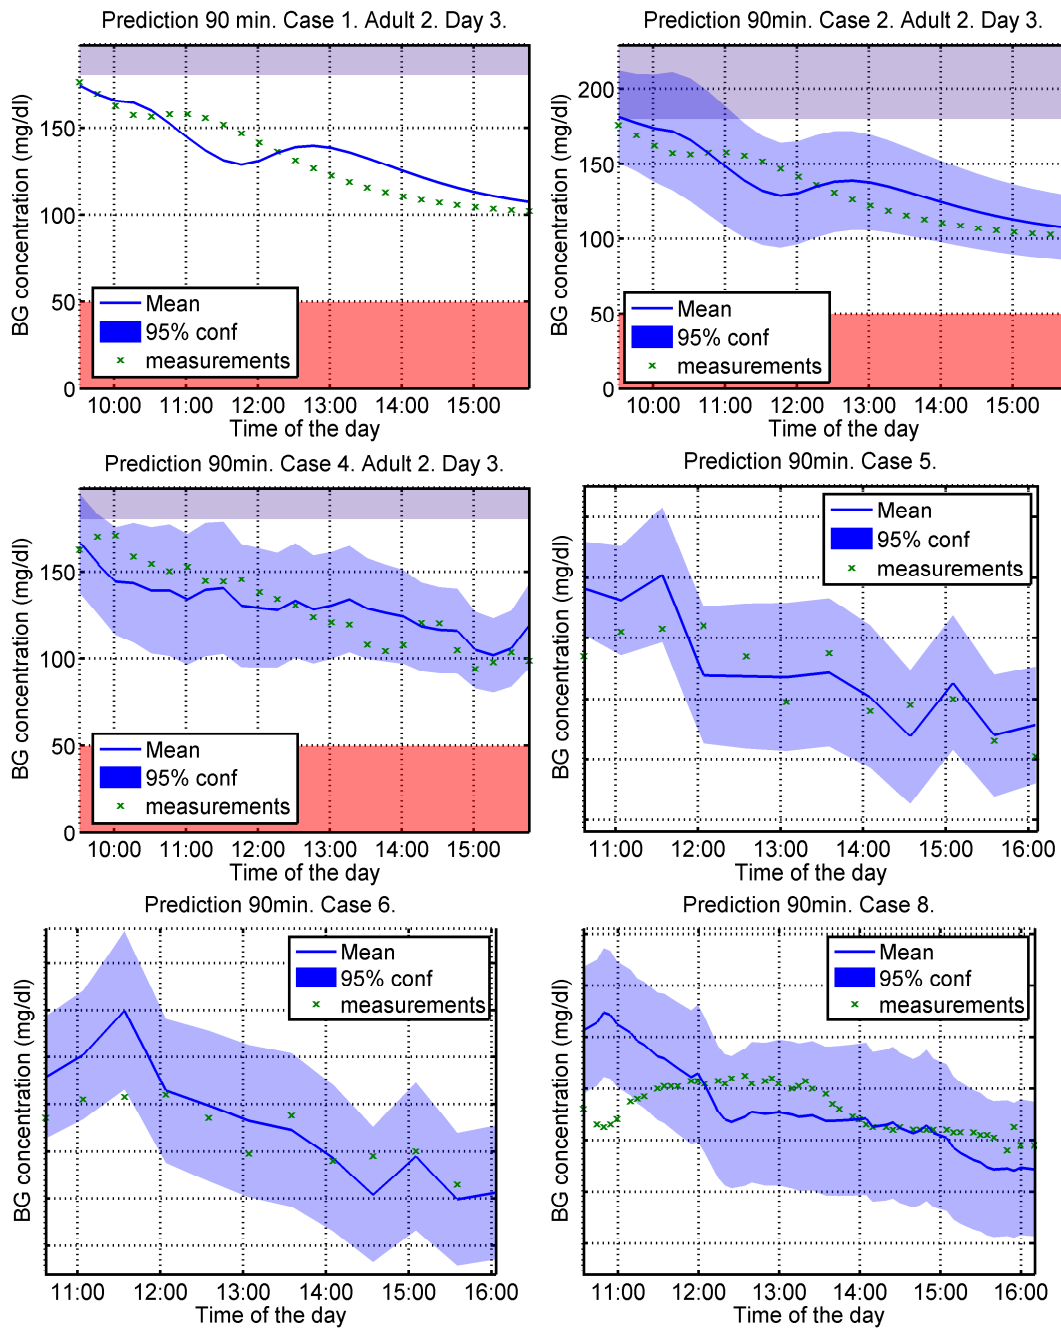 Prediction 90 min. Case 1. Adult 2. Day 3.
BG concentration (mg/dl)
150
100
50
0
Mean
95% conf
measurements
10:00 11:00 12:00 13:00 14:00 15:00
Time of the day
Prediction 90min. Case 2. Adult 2. Day 3.
BG concentration (mg/dl)
200
150
100
50
0
Mean
95% conf
measurements
10:00 11:00 12:00 13:00 14:00 15:00
Time of the day
Prediction 90min. Case 4. Adult 2. Day 3.
BG concentration (mg/dl)
150
100
50
0
Mean
95% conf
measurements
10:00 11:00 12:00 13:00 14:00 15:00
Time of the day
Prediction 90min. Case 5.
BG concentration (mg/dl)
Mean
95% conf
measurements
11:00 12:00 13:00 14:00 15:00 16:00
Time of the day
Prediction 90min. Case 6.
BG concentration (mg/dl)
Mean
95% conf
measurements
11:00 12:00 13:00 14:00 15:00 16:00
Time of the day
Prediction 90min. Case 8.
BG concentration (mg/dl)
Mean
95% conf
measurements
11:00 12:00 13:00 14:00 15:00 16:00
Time of the day